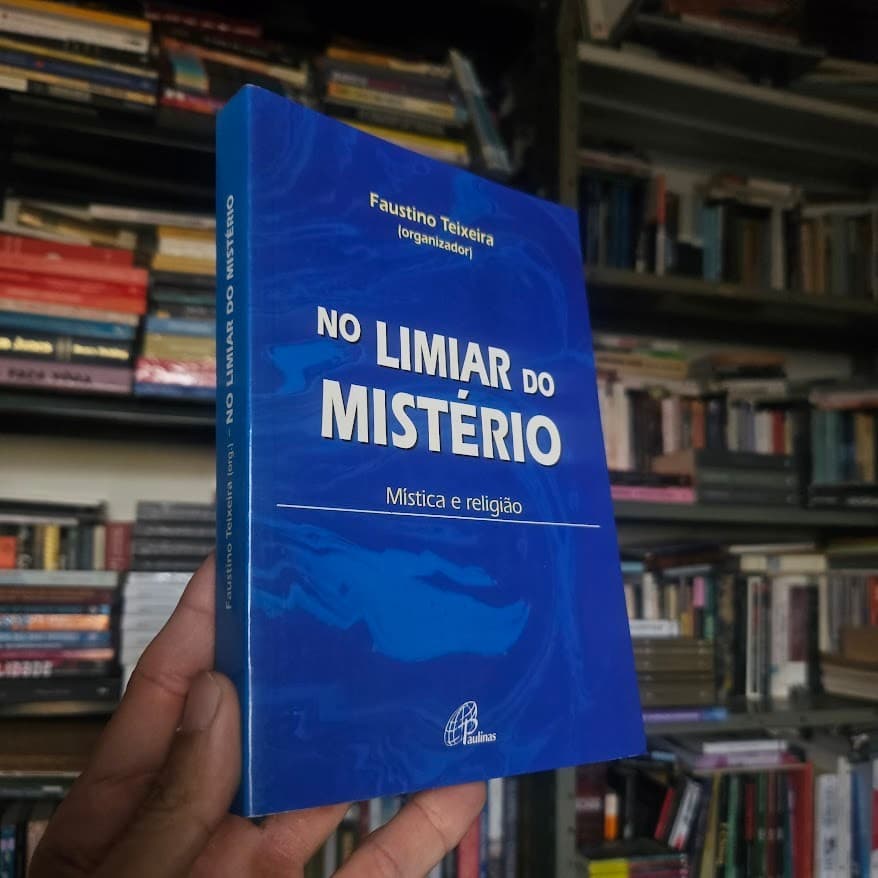 Faustino Teixeira
(organizador)
NO LIMIAR DO
MISTÉRIO
Mística e religião
Paulinas
Faustino Teixeira (org.) – NO LIMIAR DO MISTÉRIO